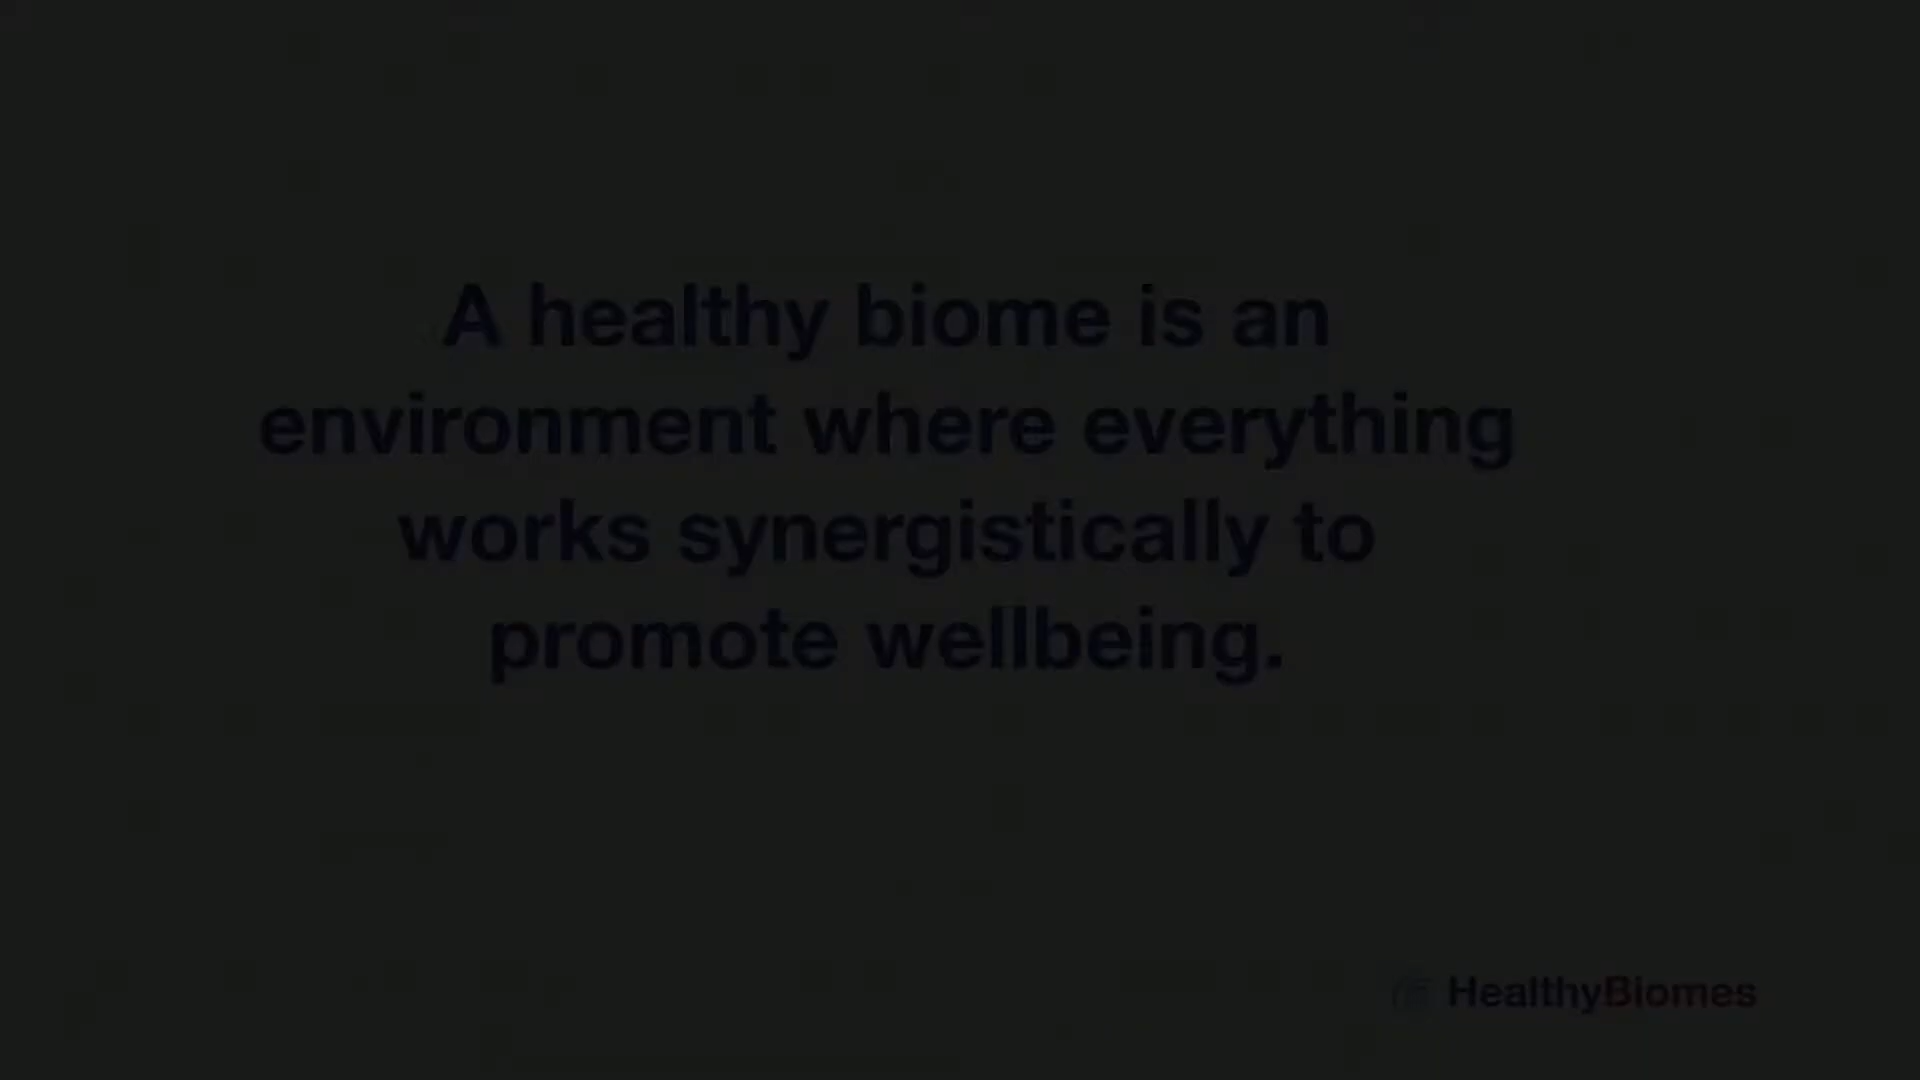 A healthy biome is an
environment where everything
works synergistically to
promote wellbeing.
HealthyBiomes